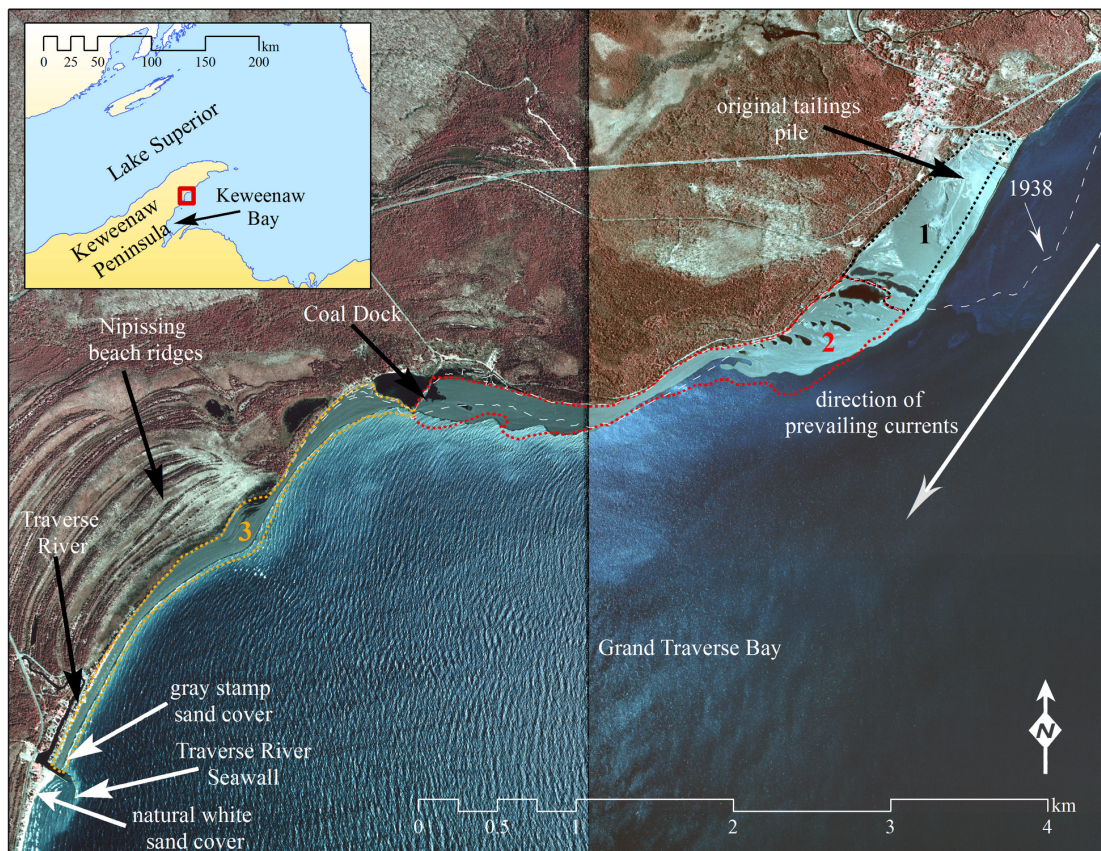 0 25 50 100 150 200
km
Lake Superior
Keweenaw
Bay
Keweenaw
Peninsula
original tailings
pile
1938
1
2
Coal Dock
Nipissing
beach ridges
direction of
prevailing currents
3
Traverse
River
Grand Traverse Bay
gray stamp
sand cover
Traverse River
Seawall
natural white
sand cover
N
km
0 0.5 1 2 3 4